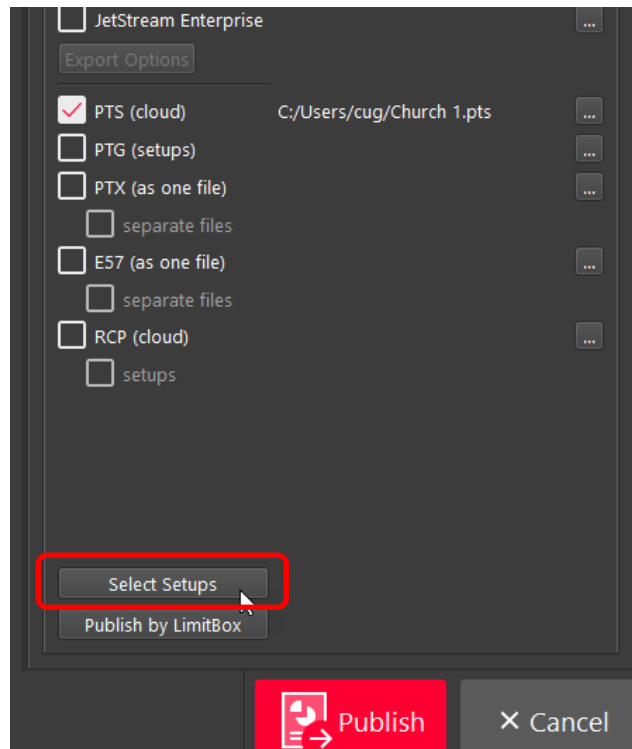 JetStream Enterprise ...
Export Options
PTS (cloud) C:/Users/cug/Church 1.pts ...
PTG (setups) ...
PTX (as one file)
separate files
E57 (as one file) ...
separate files
RCP (cloud) ...
setups
Select Setups
Publish by LimitBox
Publish × Cancel